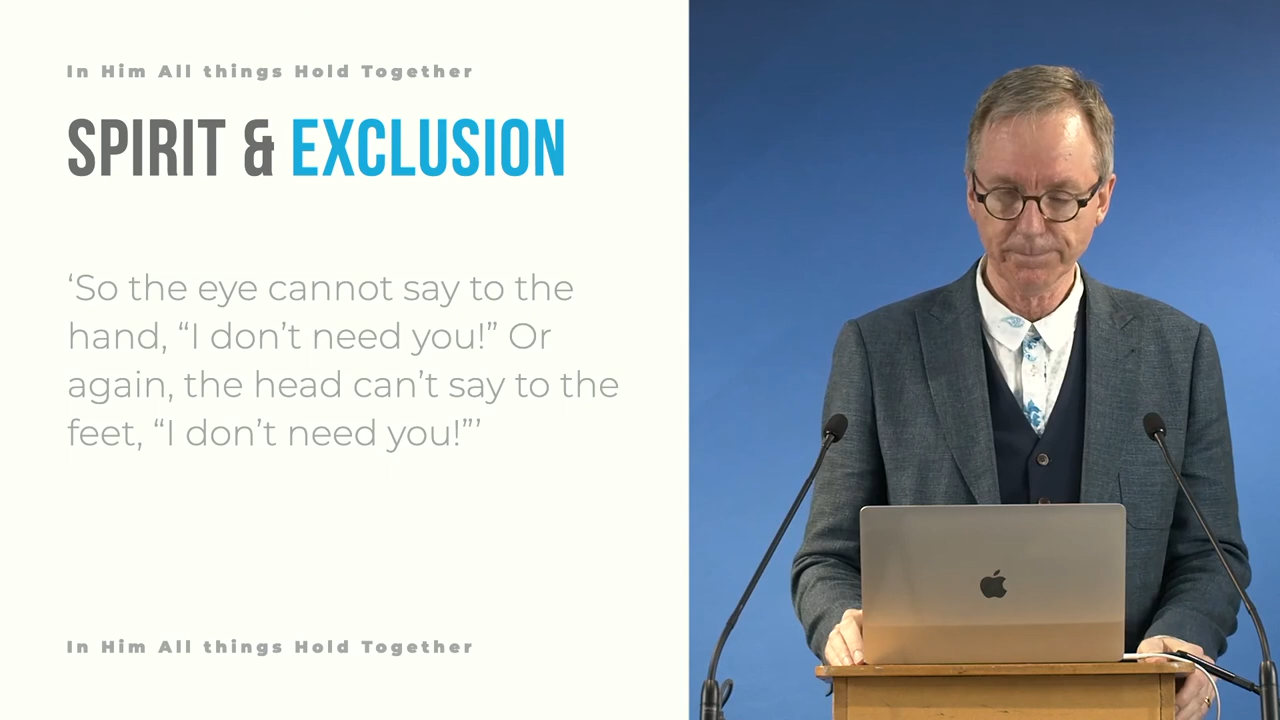 In Him All things Hold Together
SPIRIT & EXCLUSION
‘So the eye cannot say to the
hand, “I don’t need you!” Or
again, the head can’t say to the
feet, “I don’t need you!”’
In Him All things Hold Together